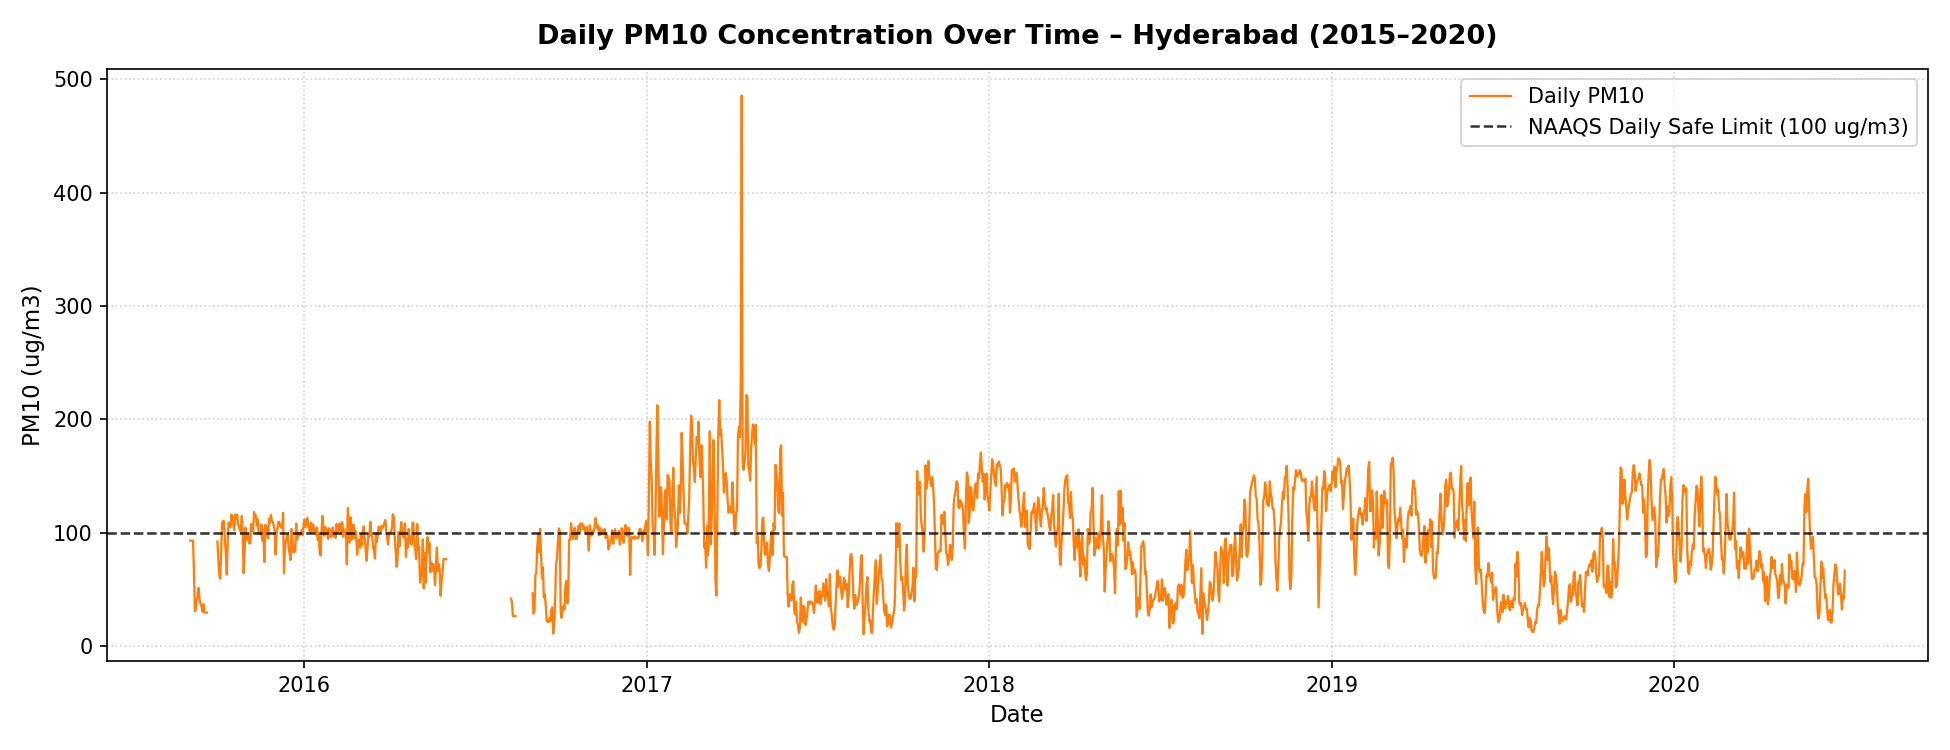 Daily PM10 Concentration Over Time – Hyderabad (2015–2020)
500
400
300
200
100
0
PM10 (ug/m3)
Daily PM10
NAAQS Daily Safe Limit (100 ug/m3)
2016
2017
2018
2019
2020
Date